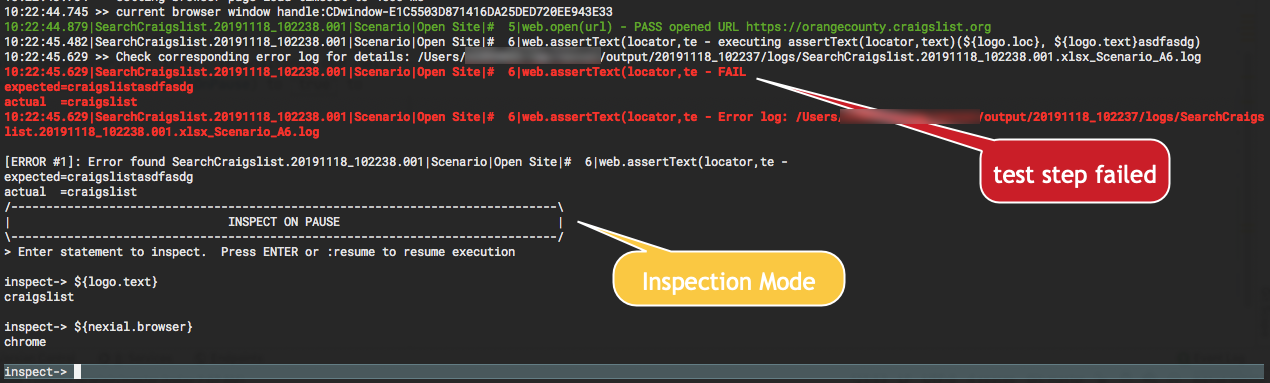 10:22:44.745 >> current browser window handle:CDwindow-E1C5503D871416DA25DED720EE943E33
10:22:44.879|SearchCraigslist.20191118_102238.001|Scenario|Open Site|#  5|web.open(url) - PASS opened URL https://orangecounty.craigslist.org
10:22:45.482|SearchCraigslist.20191118_102238.001|Scenario|Open Site|#  6|web.assertText(locator,te - executing assertText(locator,text)(${logo.loc}, ${logo.text}asdfasdg)
10:22:45.629 >> Check corresponding error log for details: /Users/ /output/20191118_102237/logs/SearchCraigslist.20191118_102238.001.xlsx_Scenario_A6.log
10:22:45.629|SearchCraigslist.20191118_102238.001|Scenario|Open Site|#  6|web.assertText(locator,te - FAIL
expected=craigslistasdfasdg
actual  =craigslist
10:22:45.629|SearchCraigslist.20191118_102238.001|Scenario|Open Site|#  6|web.assertText(locator,te - Error log: /Users/ /output/20191118_102237/logs/SearchCraigs
list.20191118_102238.001.xlsx_Scenario_A6.log
[ERROR #1]: Error found SearchCraigslist.20191118_102238.001|Scenario|Open Site|#  6|web.assertText(locator,te -
expected=craigslistasdfasdg
actual  =craigslist
test step failed
/------------------------------------------------------------------------------\
|                               INSPECT ON PAUSE                               |
\------------------------------------------------------------------------------/
> Enter statement to inspect.  Press ENTER or :resume to resume execution
Inspection Mode
inspect-> ${logo.text}
craigslist
inspect-> ${nexial.browser}
chrome
inspect->